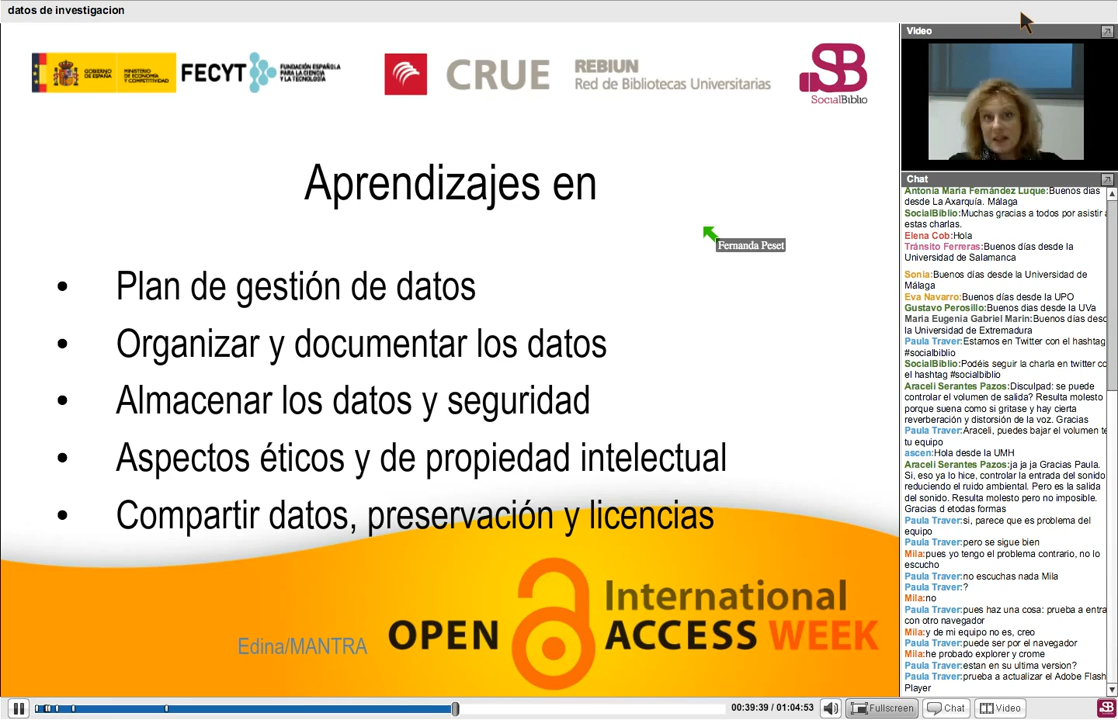 datos de investigacion
GOBIERNO
DE ESPAÑA
MINISTERIO
DE ECONOMÍA
Y COMPETITIVIDAD
FECYT
FUNDACIÓN ESPAÑOLA
PARA LA CIENCIA
Y LA TECNOLOGÍA
CRUE
REBIUN
Red de Bibliotecas Universitarias
SB
SocialBiblio
Aprendizajes en
Fernanda Peset
• Plan de gestión de datos
• Organizar y documentar los datos
• Almacenar los datos y seguridad
• Aspectos éticos y de propiedad intelectual
• Compartir datos, preservación y licencias
Edina/MANTRA
International
OPEN ACCESS WEEK
Video
Chat
Antonia María Fernández Luque:Buenos días
desde La Axarquía. Málaga
SocialBiblio:Muchas gracias a todos por asistir a
estas charlas.
Elena Cob:Hola
Tránsito Ferreras:Buenos días desde la
Universidad de Salamanca
Sonia:Buenos días desde la Universidad de
Málaga
Eva Navarro:Buenos días desde la UPO
Gustavo Perosillo:Buenos dias desde la UVa
Maria Eugenia Gabriel Marin:Buenos días desd
la Universidad de Extremadura
Paula Traver:Estamos en Twitter con el hashtag
#socialbiblio
SocialBiblio:Podéis seguir la charla en twitter co
el hashtag #socialbiblio
Araceli Serantes Pazos:Disculpad: se puede
controlar el volumen de salida? Resulta molesto
porque suena como si gritase y hay cierta
reverberación y distorsión de la voz. Gracias
Paula Traver:Araceli, puedes bajar el volumen te
tu equipo
ascen:Hola desde la UMH
Araceli Serantes Pazos:ja ja ja Gracias Paula.
Si, eso ya lo hice, controlar la entrada del sonido
reduciendo el ruido ambiental. Pero es la salida
del sonido. Resulta molesto pero no imposible.
Gracias d etodas formas
Paula Traver:si, parece que es problema del
equipo
Paula Traver:pero se sigue bien
Mila:pues yo tengo el problema contrario, no lo
escucho
Paula Traver:no escuchas nada Mila
Paula Traver:?
Mila:no
Paula Traver:pues haz una cosa: prueba a entra
con otro navegador
Mila:y de mi equipo no es, creo
Paula Traver:puede ser por el navegador
Mila:he probado explorer y crome
Paula Traver:estan en su ultima version?
Paula Traver:prueba a actualizar el Adobe Flash
Player
00:39:39 / 01:04:53
Fullscreen
Chat
Video
SB